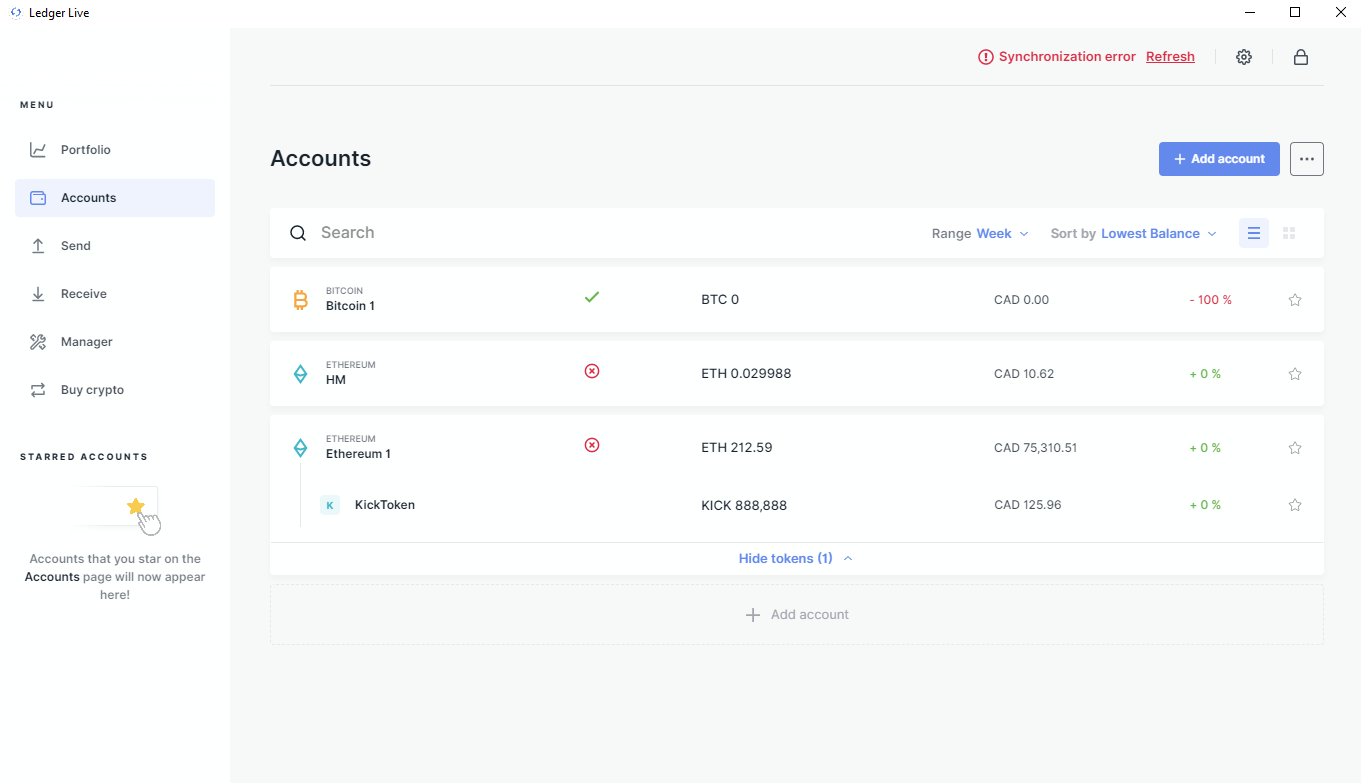 Ledger Live
Synchronization error Refresh
MENU
Portfolio
Accounts
Send
Receive
Manager
Buy crypto
STARRED ACCOUNTS
Accounts that you star on the
Accounts page will now appear
here!
Accounts
+ Add account
Search
Range Week
Sort by Lowest Balance
BITCOIN
Bitcoin 1
BTC 0
CAD 0.00
- 100 %
ETHEREUM
HM
ETH 0.029988
CAD 10.62
+ 0 %
ETHEREUM
Ethereum 1
ETH 212.59
CAD 75,310.51
+ 0 %
K
KickToken
KICK 888,888
CAD 125.96
+ 0 %
Hide tokens (1)
+ Add account